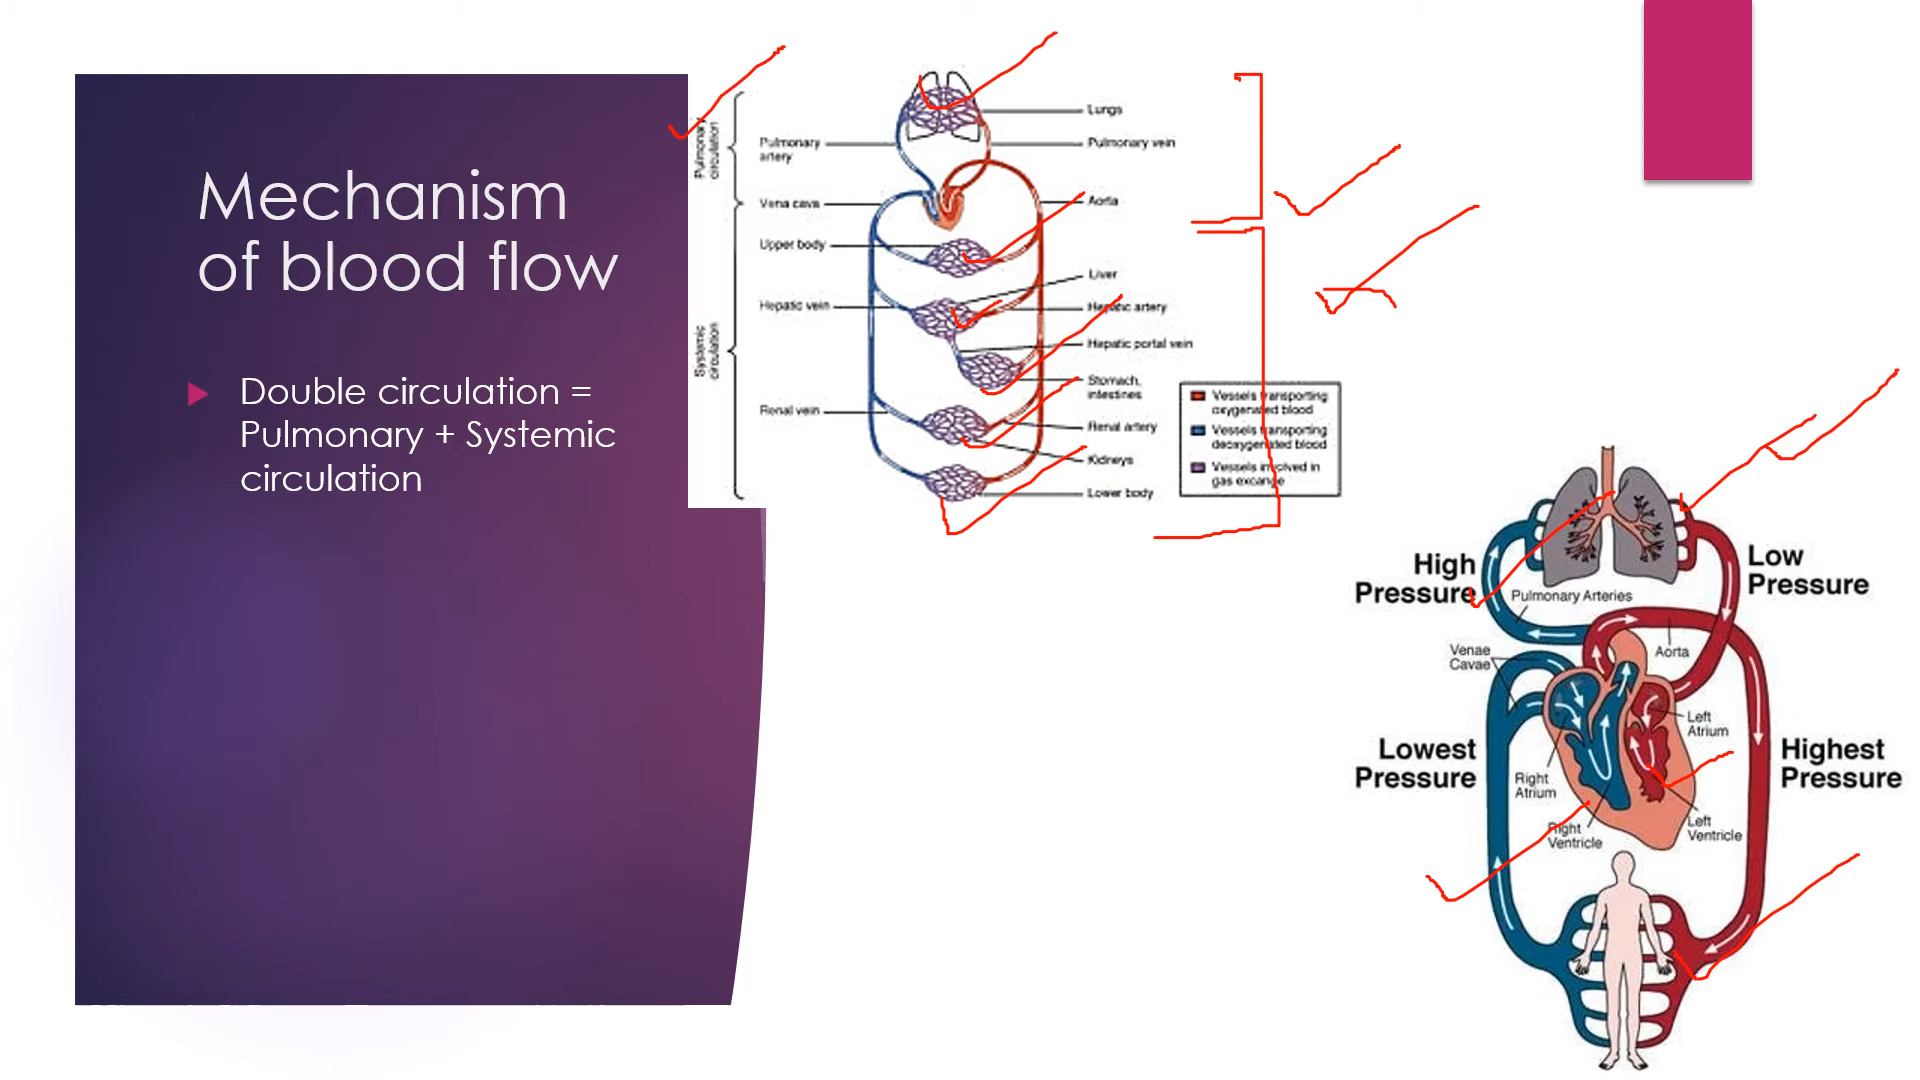 Mechanism
of blood flow
Double circulation =
Pulmonary + Systemic
circulation
Pulmonary
circulation
Systemic
circulation
Pulmonary
artery
Vena cava
Upper body
Hepatic vein
Renal vein
Lungs
Pulmonary vein
Aorta
Liver
Hepatic artery
Hepatic portal vein
Stomach,
intestines
Renal artery
Kidneys
Lower body
Vessels transporting
oxygenated blood
Vessels transporting
deoxygenated blood
Vessels involved in
gas excange
High
Pressure
Low
Pressure
Pulmonary Arteries
Venae
Cavae
Aorta
Left
Atrium
Lowest
Pressure
Highest
Pressure
Right
Atrium
Right
Ventricle
Left
Ventricle